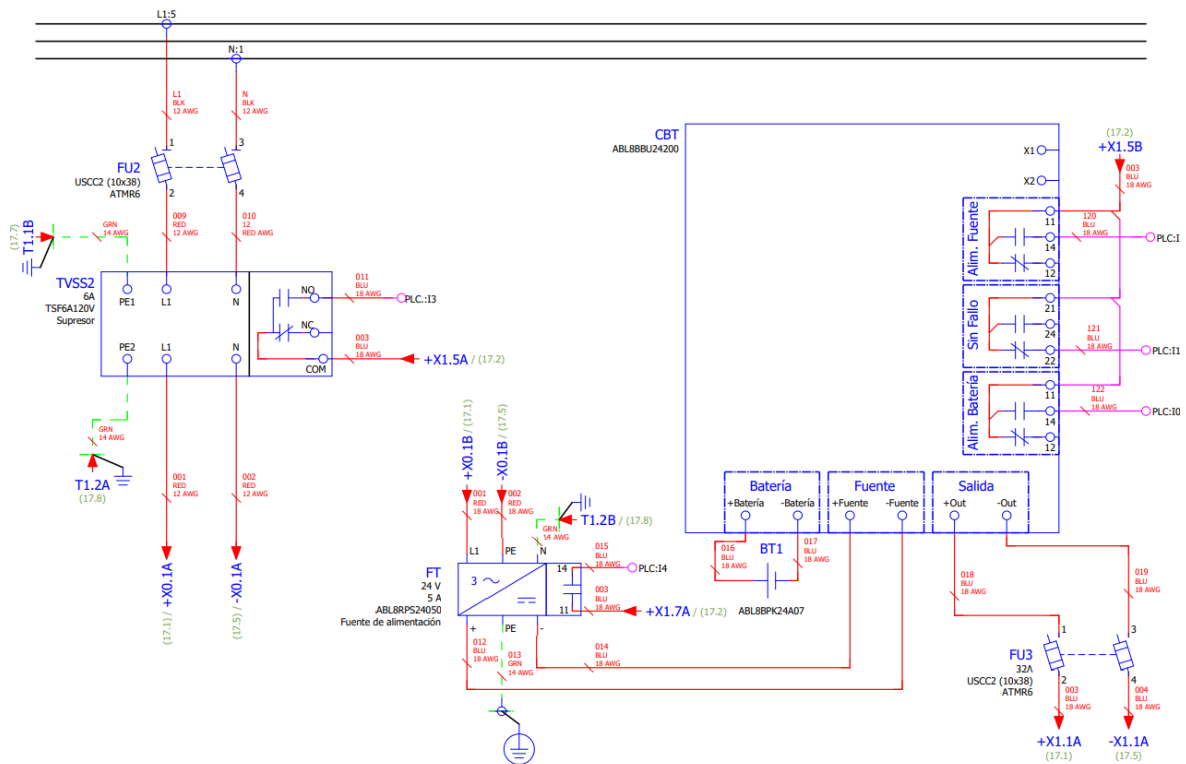 L1:5
N:1
L1
BLK
12 AWG
N
BLK
12 AWG
1
3
FU2
USCC2 (10x38)
ATMR6
2
4
GRN
14 AWG
009
RED
12 AWG
010
12
RED AWG
T1.1B
(17.7)
TVSS2
6A
TSF6A120V
Supresor
PE1
L1
N
NO
NC
COM
PE2
L1
N
011
BLU
18 AWG
PLC.:I3
003
BLU
18 AWG
+X1.5A / (17.2)
GRN
14 AWG
T1.2A
(17.8)
001
RED
12 AWG
002
RED
12 AWG
(17.1) / +X0.1A
(17.5) / -X0.1A
+X0.1B / (17.1)
-X0.1B / (17.5)
001
RED
18 AWG
002
RED
18 AWG
T1.2B / (17.8)
GRN
14 AWG
L1
PE
N
FT
24 V
5 A
ABL8RPS24050
Fuente de alimentación
3
14
11
015
BLU
18 AWG
PLC:I4
003
BLU
18 AWG
+X1.7A / (17.2)
+
PE
-
012
BLU
18 AWG
013
GRN
14 AWG
014
BLU
18 AWG
CBT
ABL8BBU24200
X1
X2
(17.2)
+X1.5B
003
BLU
18 AWG
Alim. Fuente
11
14
12
120
BLU
18 AWG
PLC:I
Sin Fallo
21
24
22
121
BLU
18 AWG
PLC:I1
Alim. Batería
11
14
12
122
BLU
18 AWG
PLC:I0
Batería
+Batería
-Batería
Fuente
+Fuente
-Fuente
Salida
+Out
-Out
016
BLU
18 AWG
BT1
017
BLU
18 AWG
ABL8BPK24A07
018
BLU
18 AWG
019
BLU
18 AWG
1
3
FU3
32A
USCC2 (10x38)
ATMR6
2
4
003
BLU
18 AWG
004
BLU
18 AWG
+X1.1A
(17.1)
-X1.1A
(17.5)